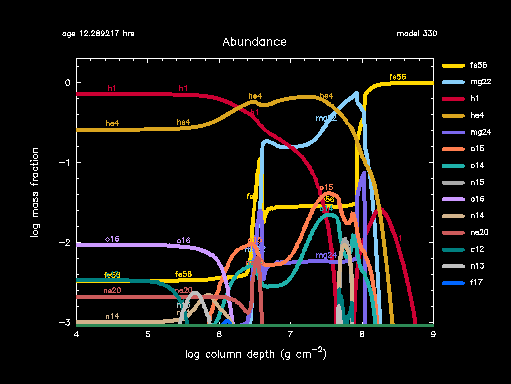 age 12.289217 hrs
model 330
Abundance
fe56
mg22
h1
he4
mg24
o15
o14
n15
o16
n14
ne20
c12
n13
f17
log mass fraction
0
−1
−2
−3
4
5
6
7
8
9
log column depth (g cm−2)
h1
h1
he4
he4
he4
he4
h1
fe56
o15
mg24
o16
o16
fe56
fe56
ne20
ne20
n14